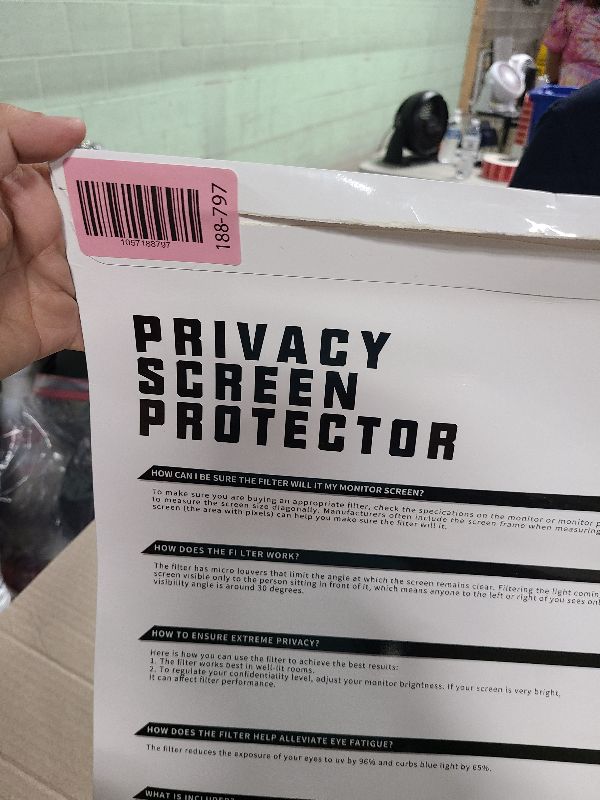 1057188797
188-797
PRIVACY
SCREEN
PROTECTOR
HOW CAN I BE SURE THE FILTER WILL IT MY MONITOR SCREEN?
To make sure you are buying an appropriate filter, check the specications on the monitor or monitor
to measure the screen size diagonally. Manufacturers often include the screen frame when measuring
screen (the area with pixels) can help you make sure the filter will it.
HOW DOES THE FI LTER WORK?
The filter has micro louvers that limit the angle at which the screen remains clear. Filtering the light
screen visible only to the person sitting in front of it, which means anyone to the left or right of you sees
visibility angle is around 30 degrees.
HOW TO ENSURE EXTREME PRIVACY?
Here is how you can use the filter to achieve the best results:
1. The filter works best in well-lit rooms.
2. To regulate your confidentiality level, adjust your monitor brightness. If your screen is very bright,
it can affect filter performance.
HOW DOES THE FILTER HELP ALLEVIATE EYE FATIGUE?
The filter reduces the exposure of your eyes to uv by 96% and curbs blue light by 65%.
WHAT IS INCLUDED?